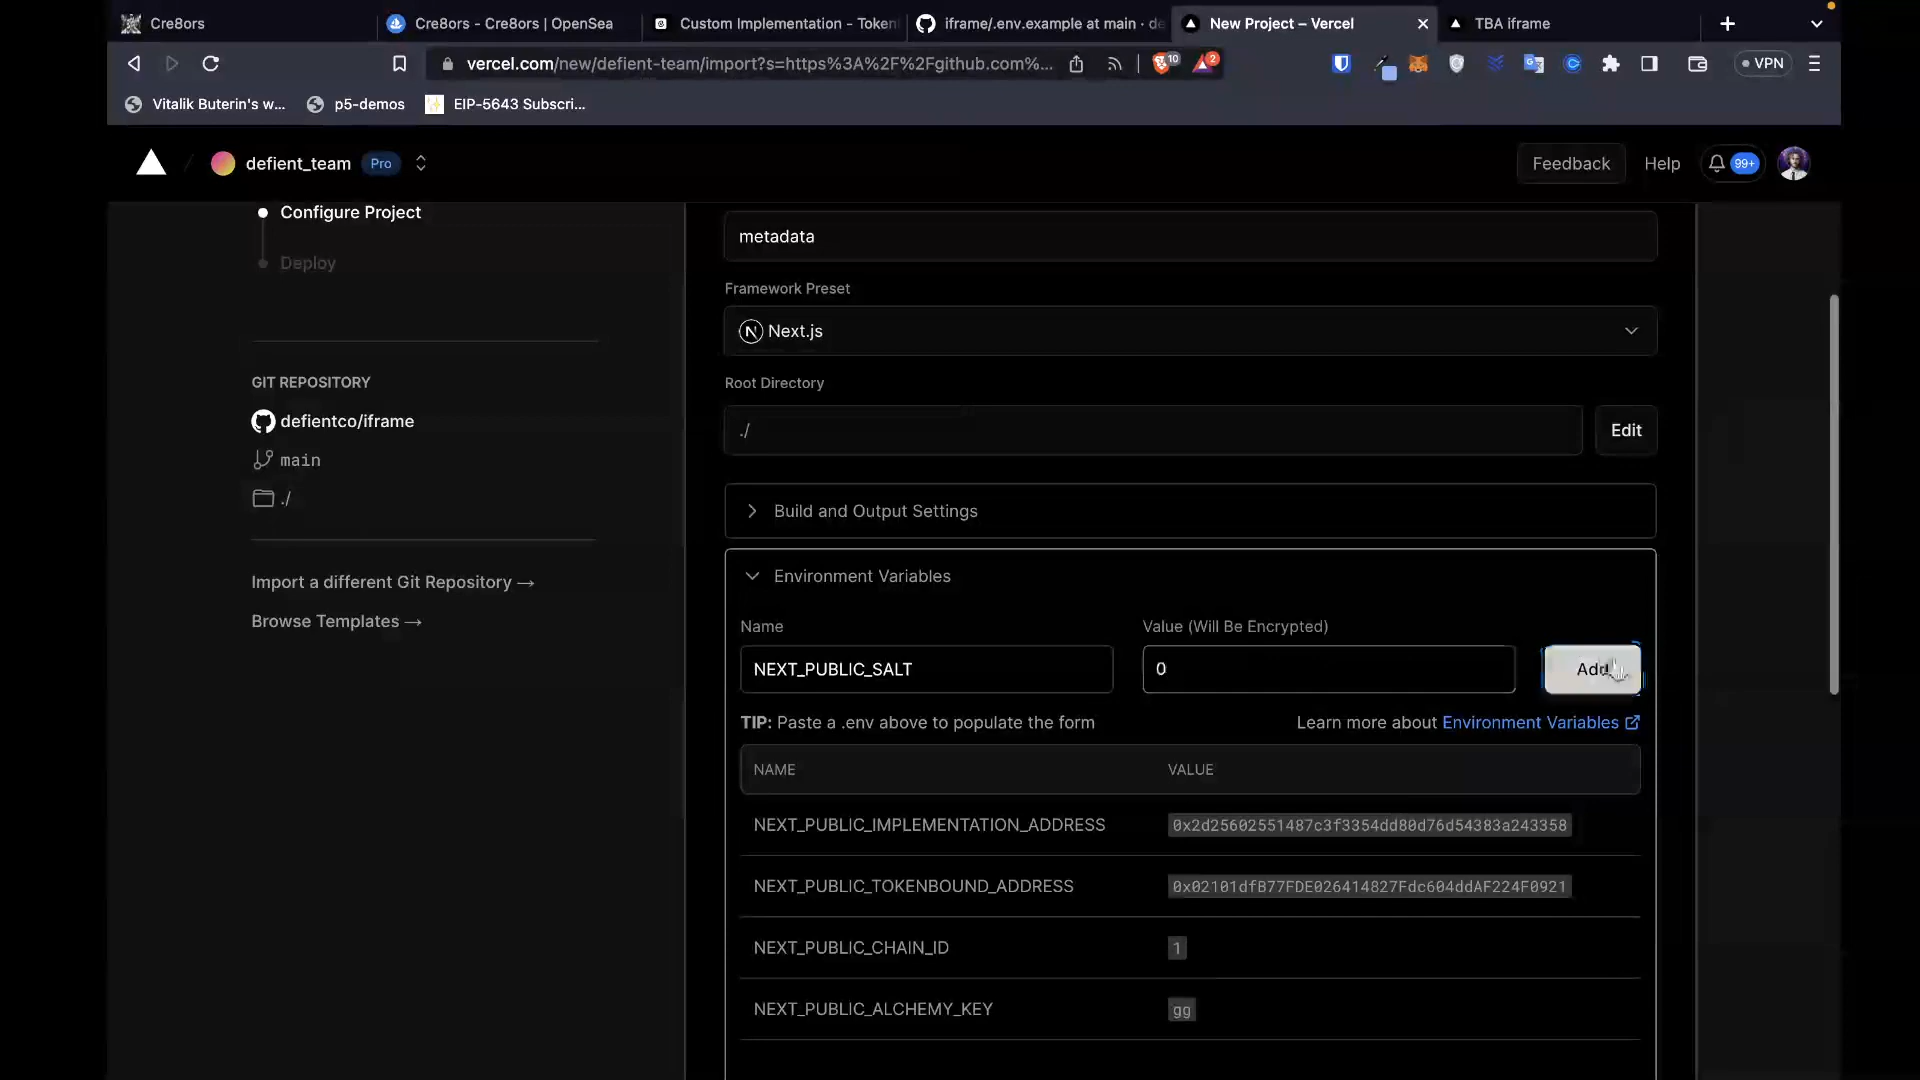 Cre8ors
Cre8ors - Cre8ors | OpenSea
Custom Implementation - Token
iframe/.env.example at main · de
New Project – Vercel
TBA iframe
vercel.com/new/defient-team/import?s=https%3A%2F%2Fgithub.com%...
10
2
VPN
Vitalik Buterin's w...
p5-demos
EIP-5643 Subscri...
defient_team
Pro
Feedback
Help
99+
Configure Project
Deploy
GIT REPOSITORY
defientco/iframe
main
./
Import a different Git Repository →
Browse Templates →
metadata
Framework Preset
Next.js
Root Directory
./
Edit
Build and Output Settings
Environment Variables
Name
Value (Will Be Encrypted)
NEXT_PUBLIC_SALT
0
Add
TIP: Paste a .env above to populate the form
Learn more about Environment Variables
NAME
VALUE
NEXT_PUBLIC_IMPLEMENTATION_ADDRESS
0x2d25602551487c3f3354dd80d76d54383a243358
NEXT_PUBLIC_TOKENBOUND_ADDRESS
0x02101dfB77FDE026414827Fdc604ddAF224F0921
NEXT_PUBLIC_CHAIN_ID
1
NEXT_PUBLIC_ALCHEMY_KEY
gg